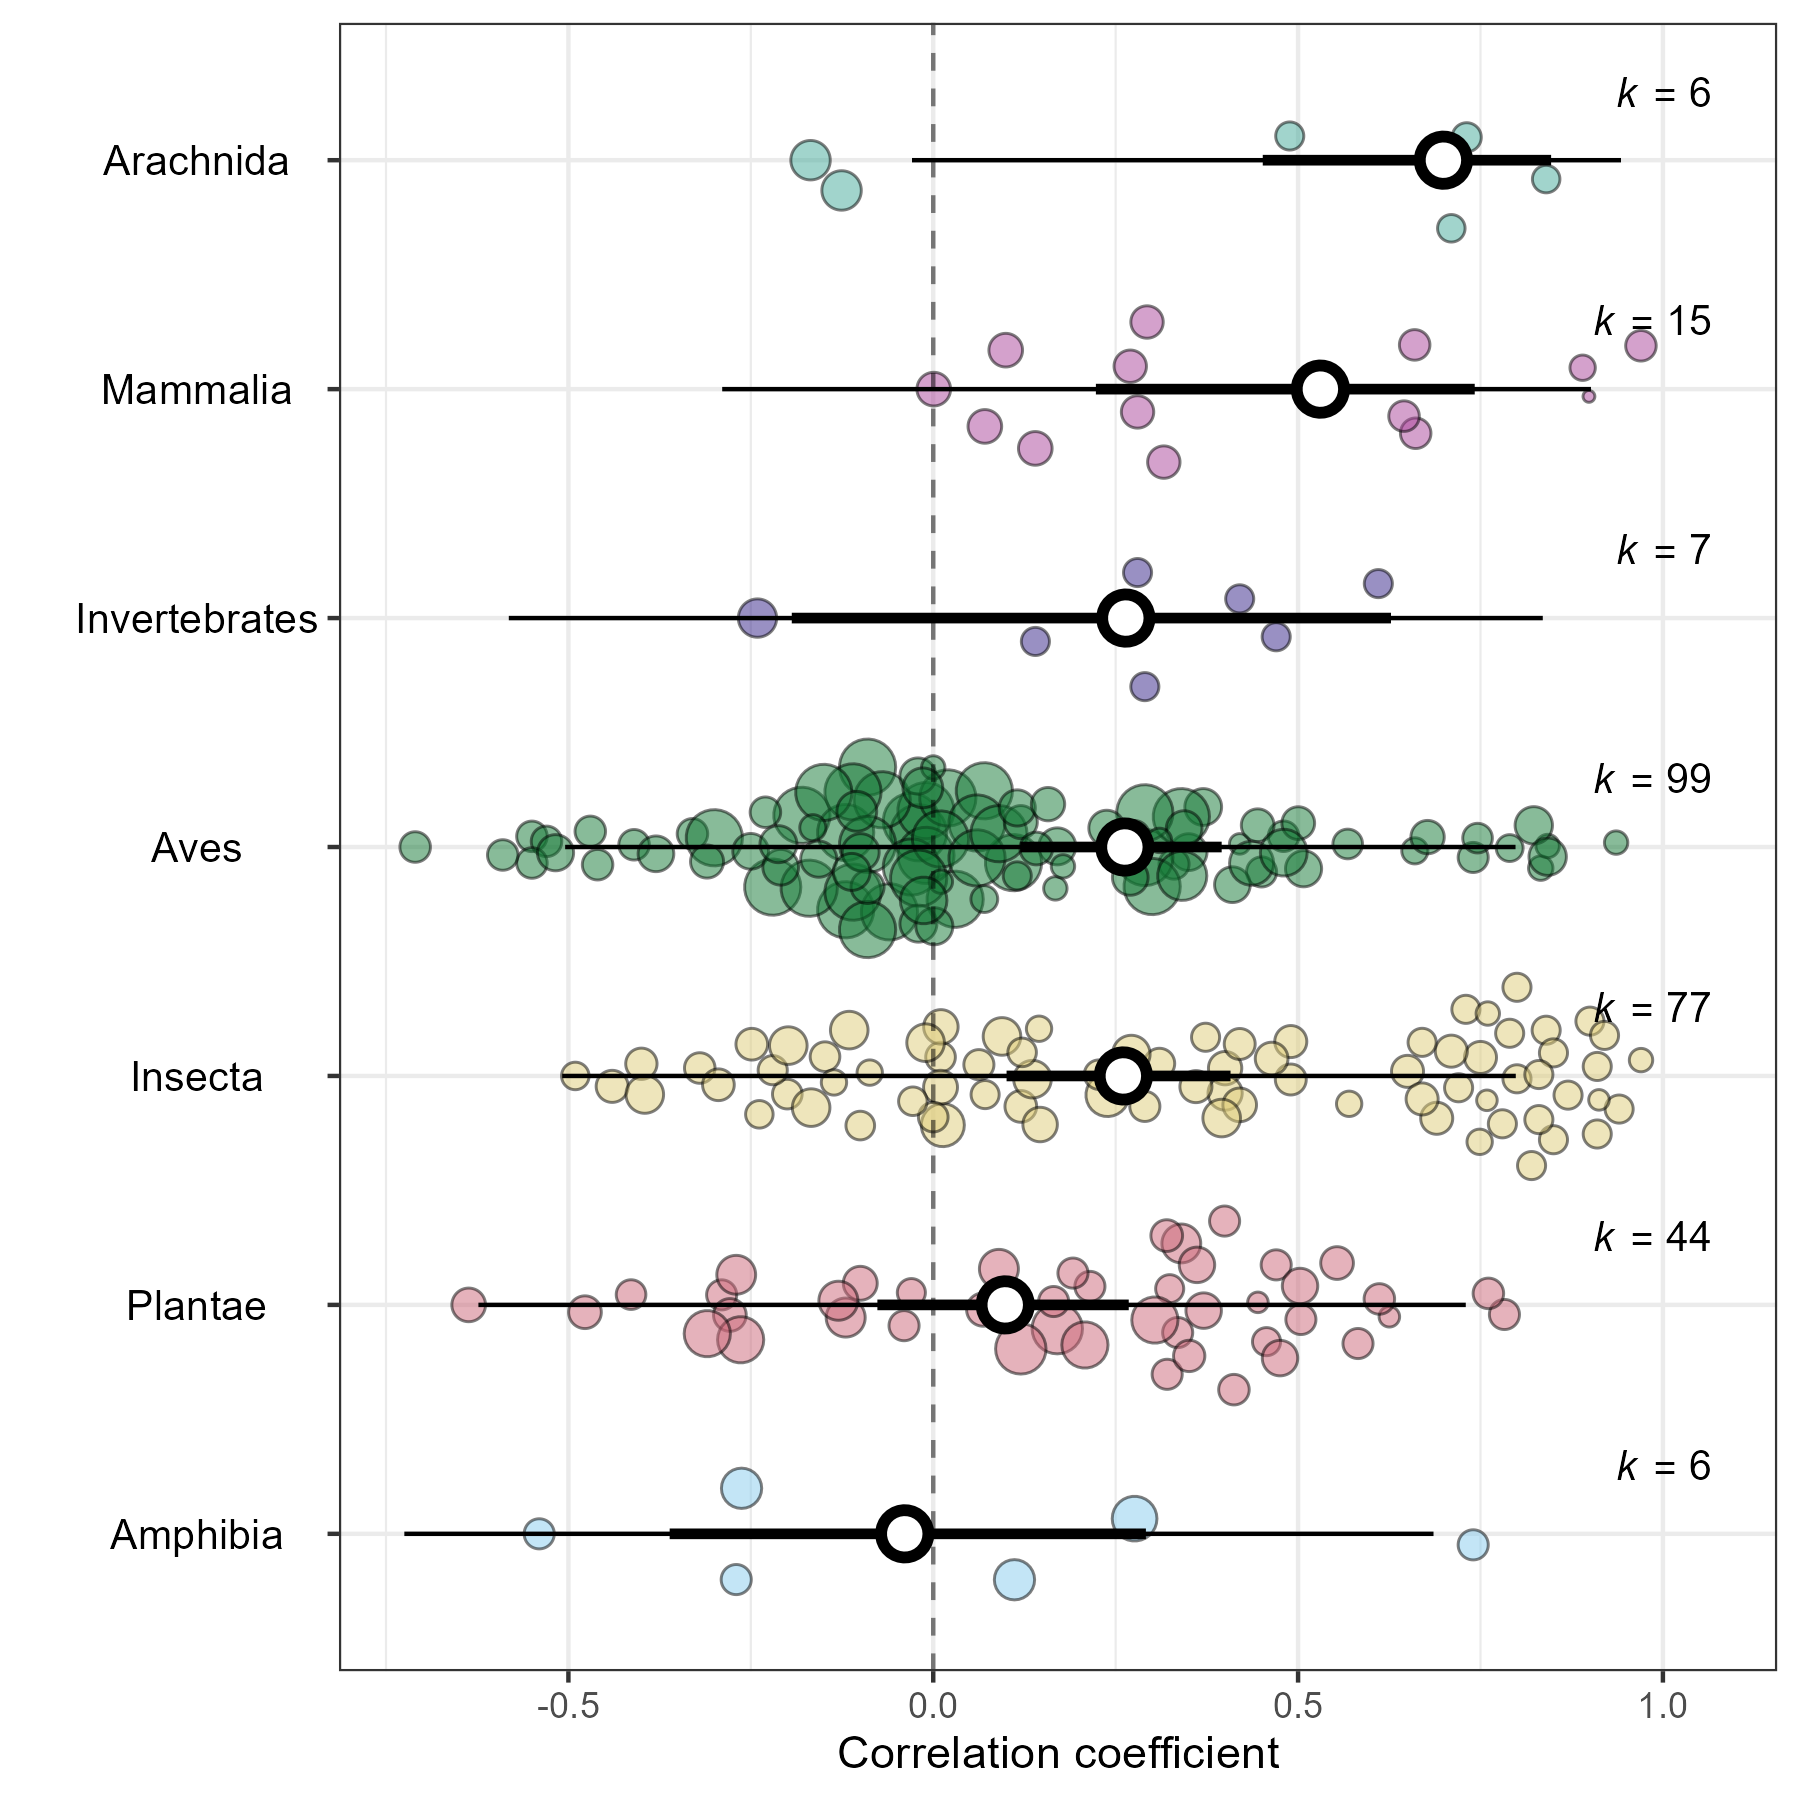 Arachnida
k = 6
Mammalia
k = 15
Invertebrates
k = 7
Aves
k = 99
Insecta
k = 77
Plantae
k = 44
Amphibia
k = 6
-0.5 0.0 0.5 1.0
Correlation coefficient